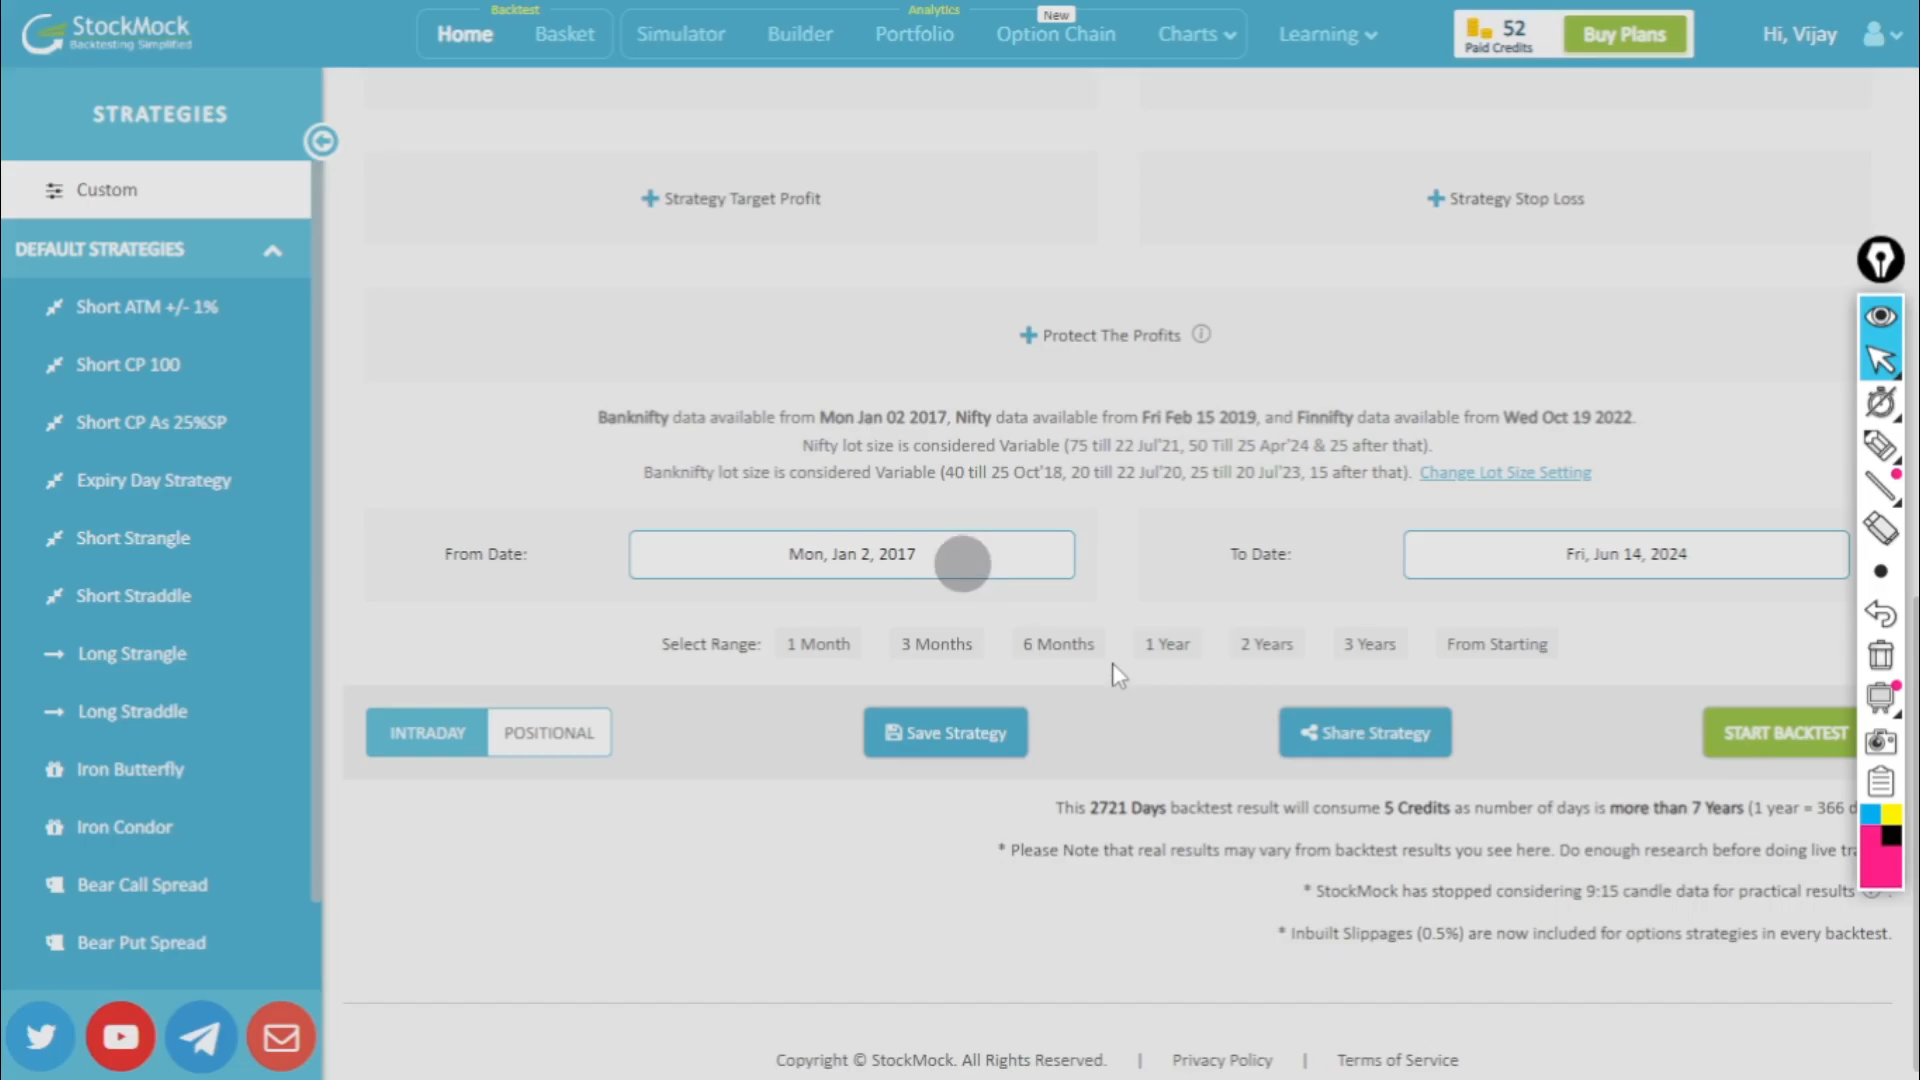 StockMock
Backtesting Simplified
Backtest
Home
Basket
Analytics
Simulator
Builder
Portfolio
New
Option Chain
Charts
Learning
52
Paid Credits
Buy Plans
Hi, Vijay
STRATEGIES
Custom
DEFAULT STRATEGIES
Short ATM +/- 1%
Short CP 100
Short CP As 25%SP
Expiry Day Strategy
Short Strangle
Short Straddle
Long Strangle
Long Straddle
Iron Butterfly
Iron Condor
Bear Call Spread
Bear Put Spread
Strategy Target Profit
Strategy Stop Loss
Protect The Profits
Banknifty data available from Mon Jan 02 2017, Nifty data available from Fri Feb 15 2019, and Finnifty data available from Wed Oct 19 2022.
Nifty lot size is considered Variable (75 till 22 Jul'21, 50 Till 25 Apr'24 & 25 after that).
Banknifty lot size is considered Variable (40 till 25 Oct'18, 20 till 22 Jul'20, 25 till 20 Jul'23, 15 after that). Change Lot Size Setting
From Date:
Mon, Jan 2, 2017
To Date:
Fri, Jun 14, 2024
Select Range: 1 Month 3 Months 6 Months 1 Year 2 Years 3 Years From Starting
INTRADAY POSITIONAL
Save Strategy
Share Strategy
START BACKTEST
This 2721 Days backtest result will consume 5 Credits as number of days is more than 7 Years (1 year = 366 d
* Please Note that real results may vary from backtest results you see here. Do enough research before doing live tra
* StockMock has stopped considering 9:15 candle data for practical results
* Inbuilt Slippages (0.5%) are now included for options strategies in every backtest.
Copyright © StockMock. All Rights Reserved. | Privacy Policy | Terms of Service